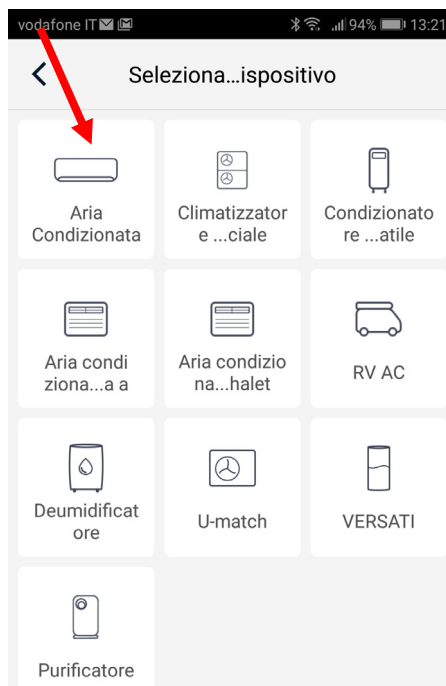 vodafone IT 94% 13:21
Seleziona...ispositivo
Aria
Condizionata
Climatizzator
e ...ciale
Condizionato
re ...atile
Aria condi
ziona...a a
Aria condizio
na...halet
RV AC
Deumidificat
ore
U-match
VERSATI
Purificatore